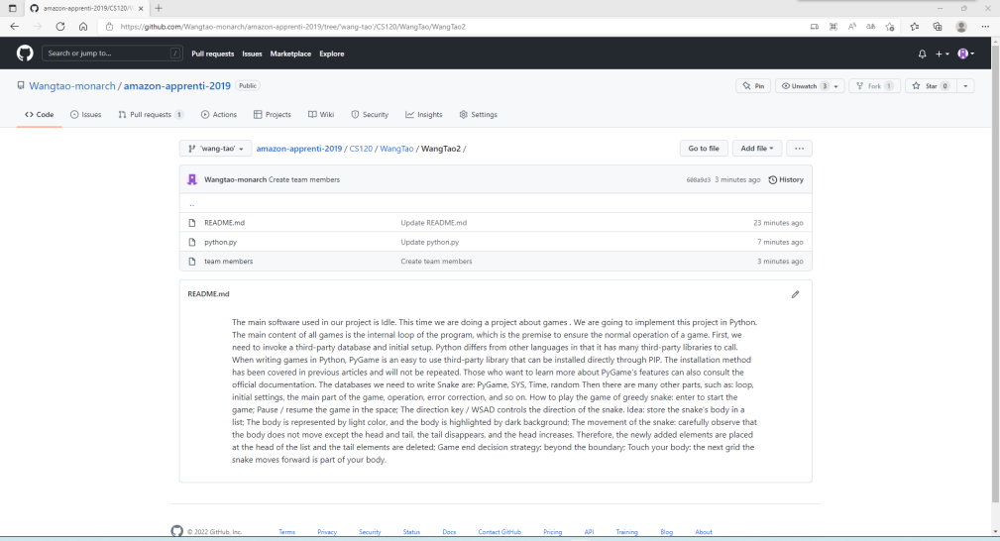 amazon-apprenti-2019/CS120/W
https://github.com/Wangtao-monarch/amazon-apprenti-2019/tree/'wang-tao'/CS120/WangTao/WangTao2
Search or jump to... /
Pull requests Issues Marketplace Explore
Wangtao-monarch / amazon-apprenti-2019 Public
Pin Unwatch 3 Fork 1 Star 0
Code Issues Pull requests 1 Actions Projects Wiki Security Insights Settings
'wang-tao' amazon-apprenti-2019 / CS120 / WangTao / WangTao2 / Go to file Add file ...
Wangtao-monarch Create team members 608a9d3 3 minutes ago History
..
README.md Update README.md 23 minutes ago
python.py Update python.py 7 minutes ago
team members Create team members 3 minutes ago
README.md
The main software used in our project is Idle. This time we are doing a project about games . We are going to implement this project in Python.
The main content of all games is the internal loop of the program, which is the premise to ensure the normal operation of a game. First, we
need to invoke a third-party database and initial setup. Python differs from other languages in that it has many third-party libraries to call.
When writing games in Python, PyGame is an easy to use third-party library that can be installed directly through PIP. The installation method
has been covered in previous articles and will not be repeated. Those who want to learn more about PyGame's features can also consult the
official documentation. The databases we need to write Snake are: PyGame, SYS, Time, random Then there are many other parts, such as: loop,
initial settings, the main part of the game, operation, error correction, and so on. How to play the game of greedy snake: enter to start the
game; Pause / resume the game in the space; The direction key / WSAD controls the direction of the snake. Idea: store the snake's body in a
list; The body is represented by light color, and the body is highlighted by dark background; The movement of the snake: carefully observe that
the body does not move except the head and tail, the tail disappears, and the head increases. Therefore, the newly added elements are placed
at the head of the list and the tail elements are deleted; Game end decision strategy: beyond the boundary; Touch your body: the next grid the
snake moves forward is part of your body.
© 2022 GitHub, Inc. Terms Privacy Security Status Docs Contact GitHub Pricing API Training Blog About